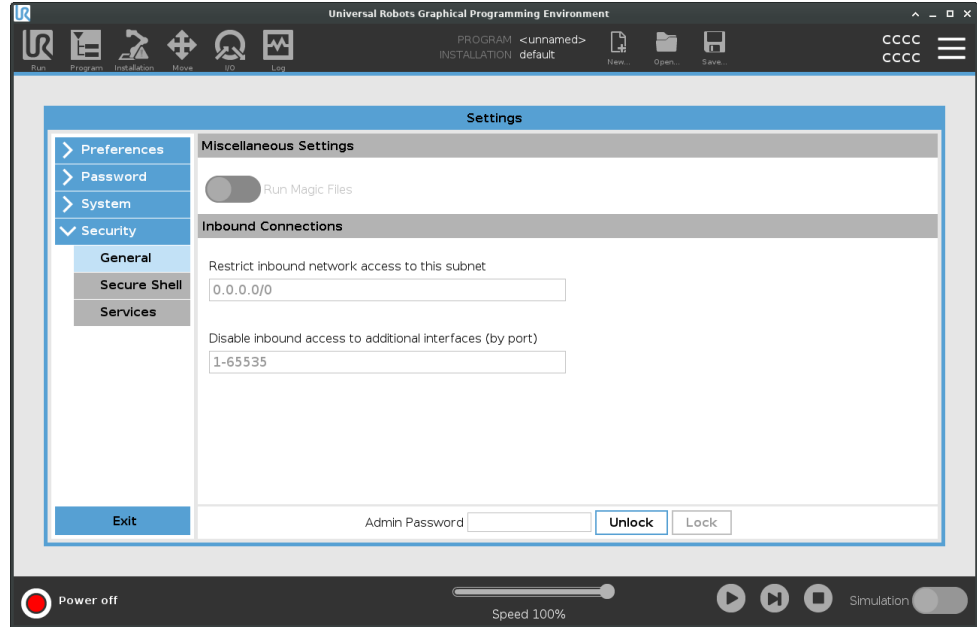 Universal Robots Graphical Programming Environment
UR
PROGRAM <unnamed>
INSTALLATION default
CCCC
CCCC
Run Program Installation Move I/O Log New... Open... Save...
Settings
Preferences
Password
System
Security
General
Secure Shell
Services
Exit
Miscellaneous Settings
Run Magic Files
Inbound Connections
Restrict inbound network access to this subnet
0.0.0.0/0
Disable inbound access to additional interfaces (by port)
1-65535
Admin Password Unlock Lock
Power off
Speed 100%
Simulation